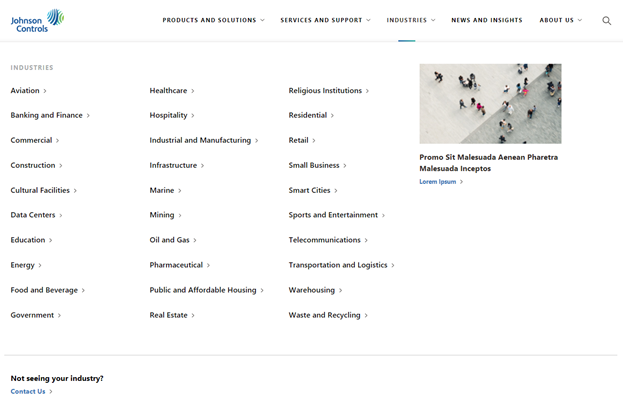 Johnson
Controls
PRODUCTS AND SOLUTIONS
SERVICES AND SUPPORT
INDUSTRIES
NEWS AND INSIGHTS
ABOUT US
INDUSTRIES
Aviation
Banking and Finance
Commercial
Construction
Cultural Facilities
Data Centers
Education
Energy
Food and Beverage
Government
Healthcare
Hospitality
Industrial and Manufacturing
Infrastructure
Marine
Mining
Oil and Gas
Pharmaceutical
Public and Affordable Housing
Real Estate
Religious Institutions
Residential
Retail
Small Business
Smart Cities
Sports and Entertainment
Telecommunications
Transportation and Logistics
Warehousing
Waste and Recycling
Promo Sit Malesuada Aenean Pharetra
Malesuada Inceptos
Lorem Ipsum
Not seeing your industry?
Contact Us